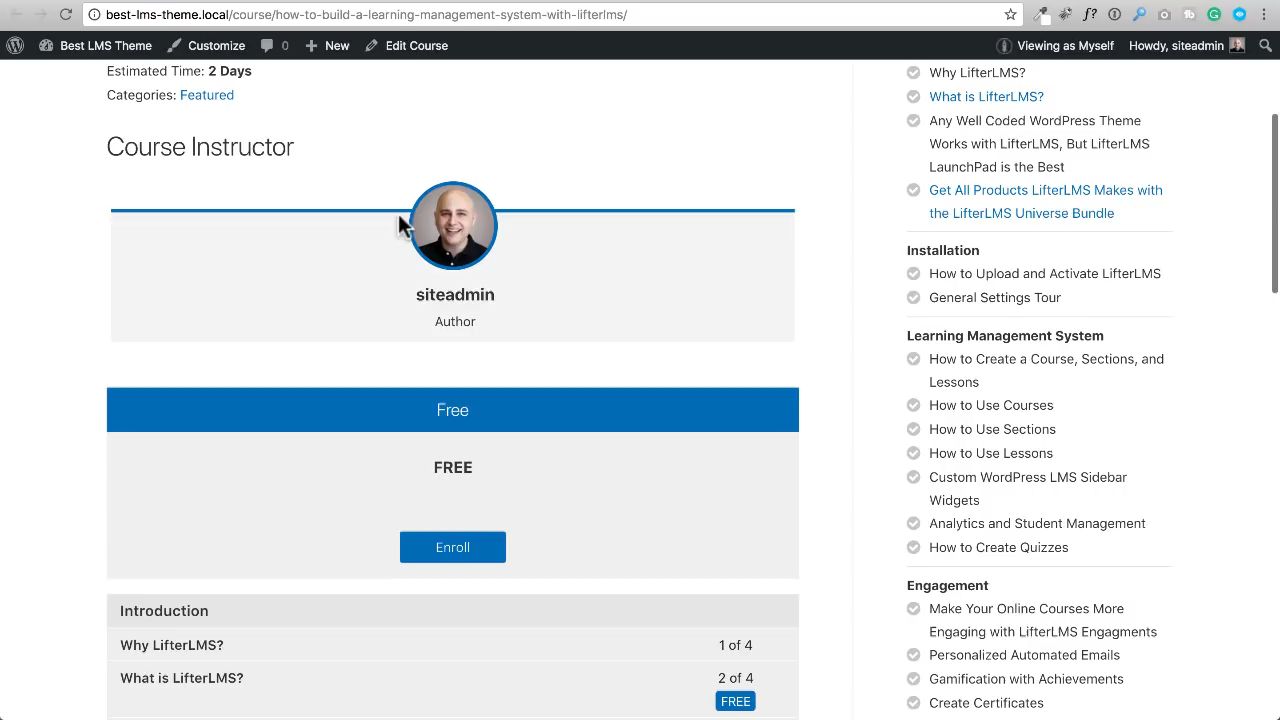 best-lms-theme.local/course/how-to-build-a-learning-management-system-with-lifterlms/
Best LMS Theme Customize 0 New Edit Course Viewing as Myself Howdy, siteadmin
Estimated Time: 2 Days
Categories: Featured
Course Instructor
siteadmin
Author
Free
FREE
Enroll
Introduction
Why LifterLMS? 1 of 4
What is LifterLMS? 2 of 4
FREE
Why LifterLMS?
What is LifterLMS?
Any Well Coded WordPress Theme
Works with LifterLMS, But LifterLMS
LaunchPad is the Best
Get All Products LifterLMS Makes with
the LifterLMS Universe Bundle
Installation
How to Upload and Activate LifterLMS
General Settings Tour
Learning Management System
How to Create a Course, Sections, and
Lessons
How to Use Courses
How to Use Sections
How to Use Lessons
Custom WordPress LMS Sidebar
Widgets
Analytics and Student Management
How to Create Quizzes
Engagement
Make Your Online Courses More
Engaging with LifterLMS Engagments
Personalized Automated Emails
Gamification with Achievements
Create Certificates